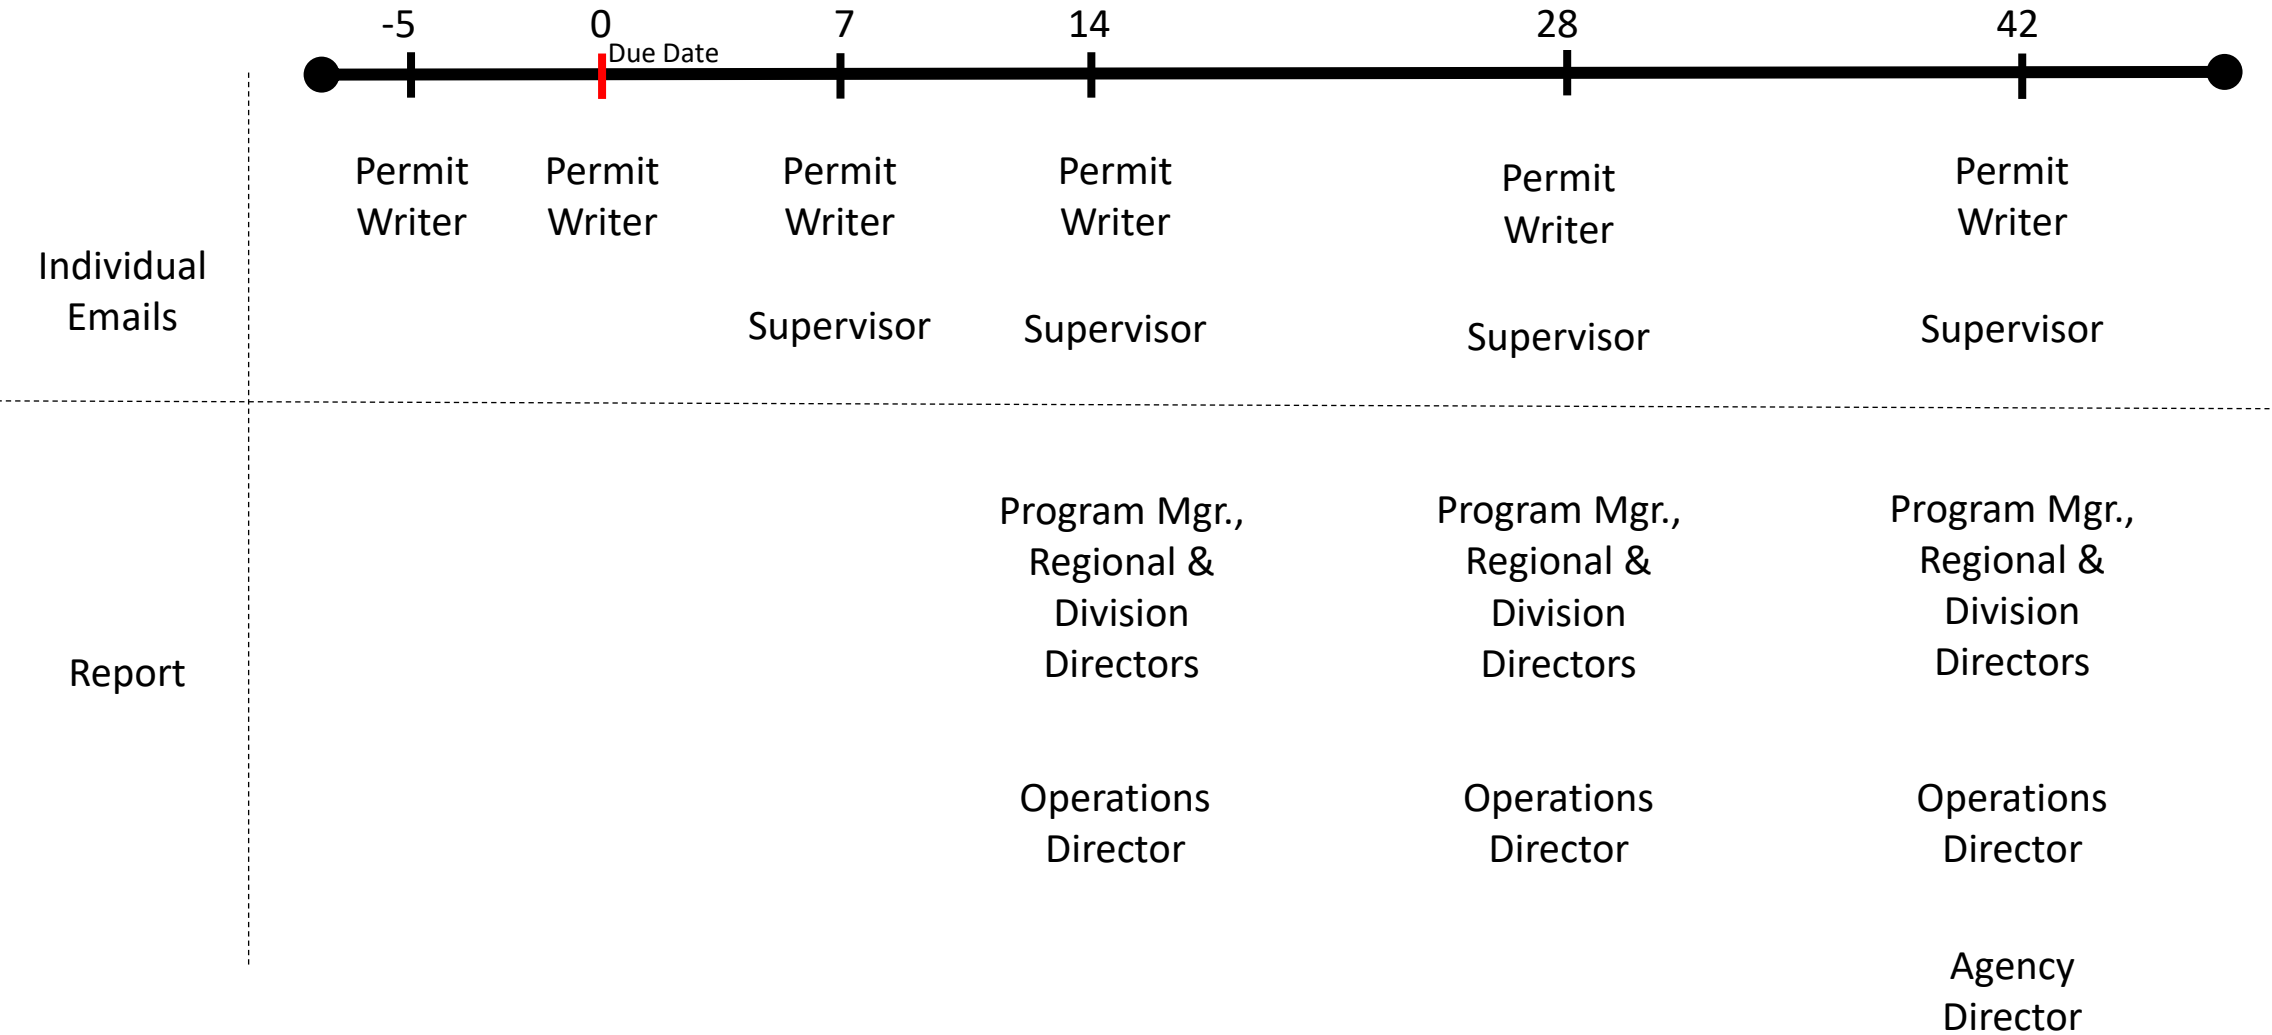 -5
0
7
14
28
42
Due Date
Individual
Emails
Permit
Writer
Permit
Writer
Permit
Writer
Permit
Writer
Permit
Writer
Permit
Writer
Supervisor
Supervisor
Supervisor
Supervisor
Report
Program Mgr.,
Regional &
Division
Directors
Program Mgr.,
Regional &
Division
Directors
Program Mgr.,
Regional &
Division
Directors
Operations
Director
Operations
Director
Operations
Director
Agency
Director